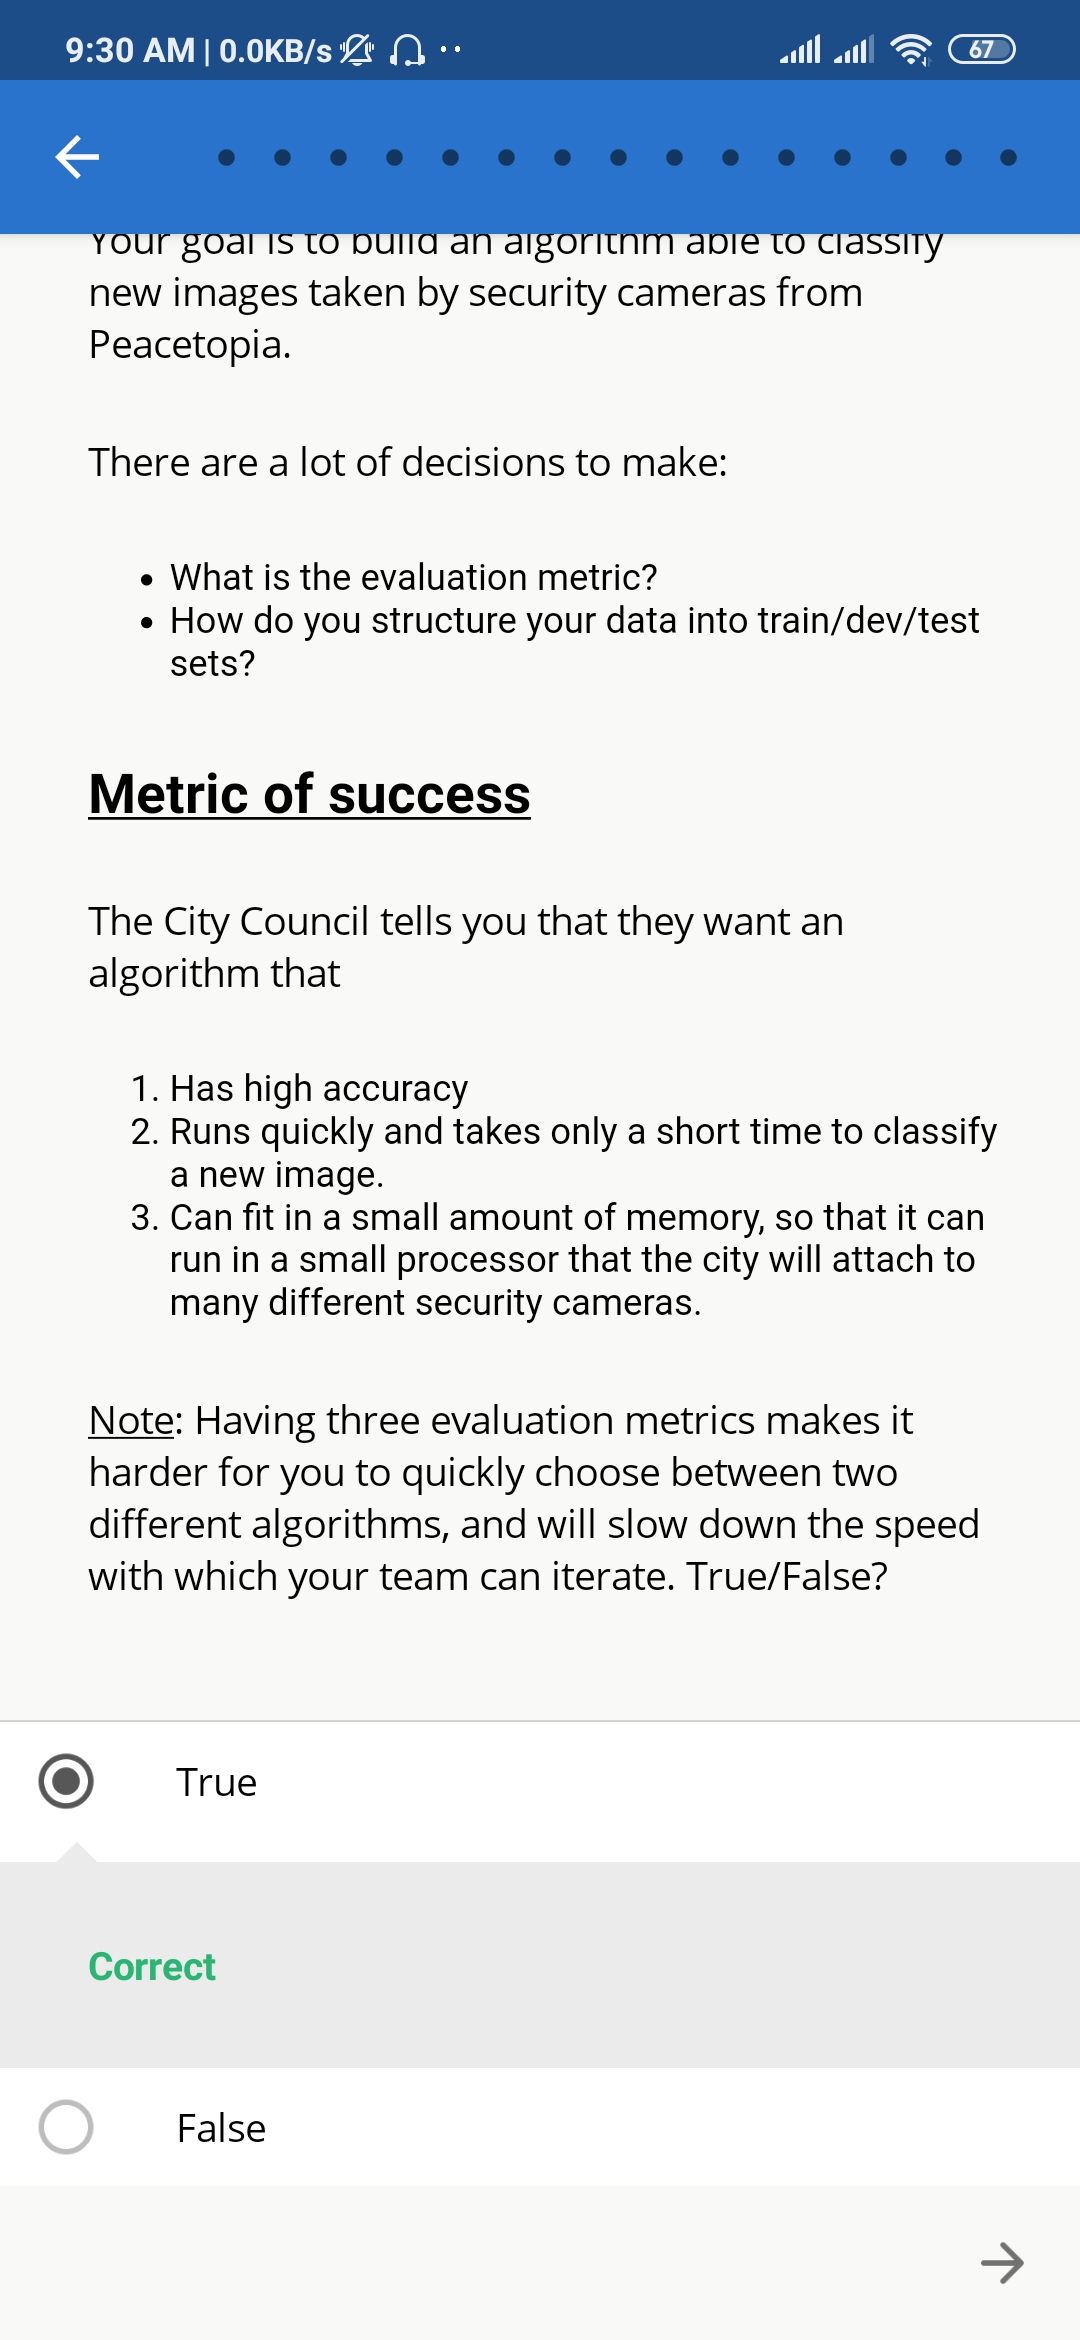 9:30 AM | 0.0KB/s
67
Your goal is to build an algorithm able to classify
new images taken by security cameras from
Peacetopia.
There are a lot of decisions to make:
• What is the evaluation metric?
• How do you structure your data into train/dev/test
sets?
Metric of success
The City Council tells you that they want an
algorithm that
1. Has high accuracy
2. Runs quickly and takes only a short time to classify
a new image.
3. Can fit in a small amount of memory, so that it can
run in a small processor that the city will attach to
many different security cameras.
Note: Having three evaluation metrics makes it
harder for you to quickly choose between two
different algorithms, and will slow down the speed
with which your team can iterate. True/False?
True
Correct
False